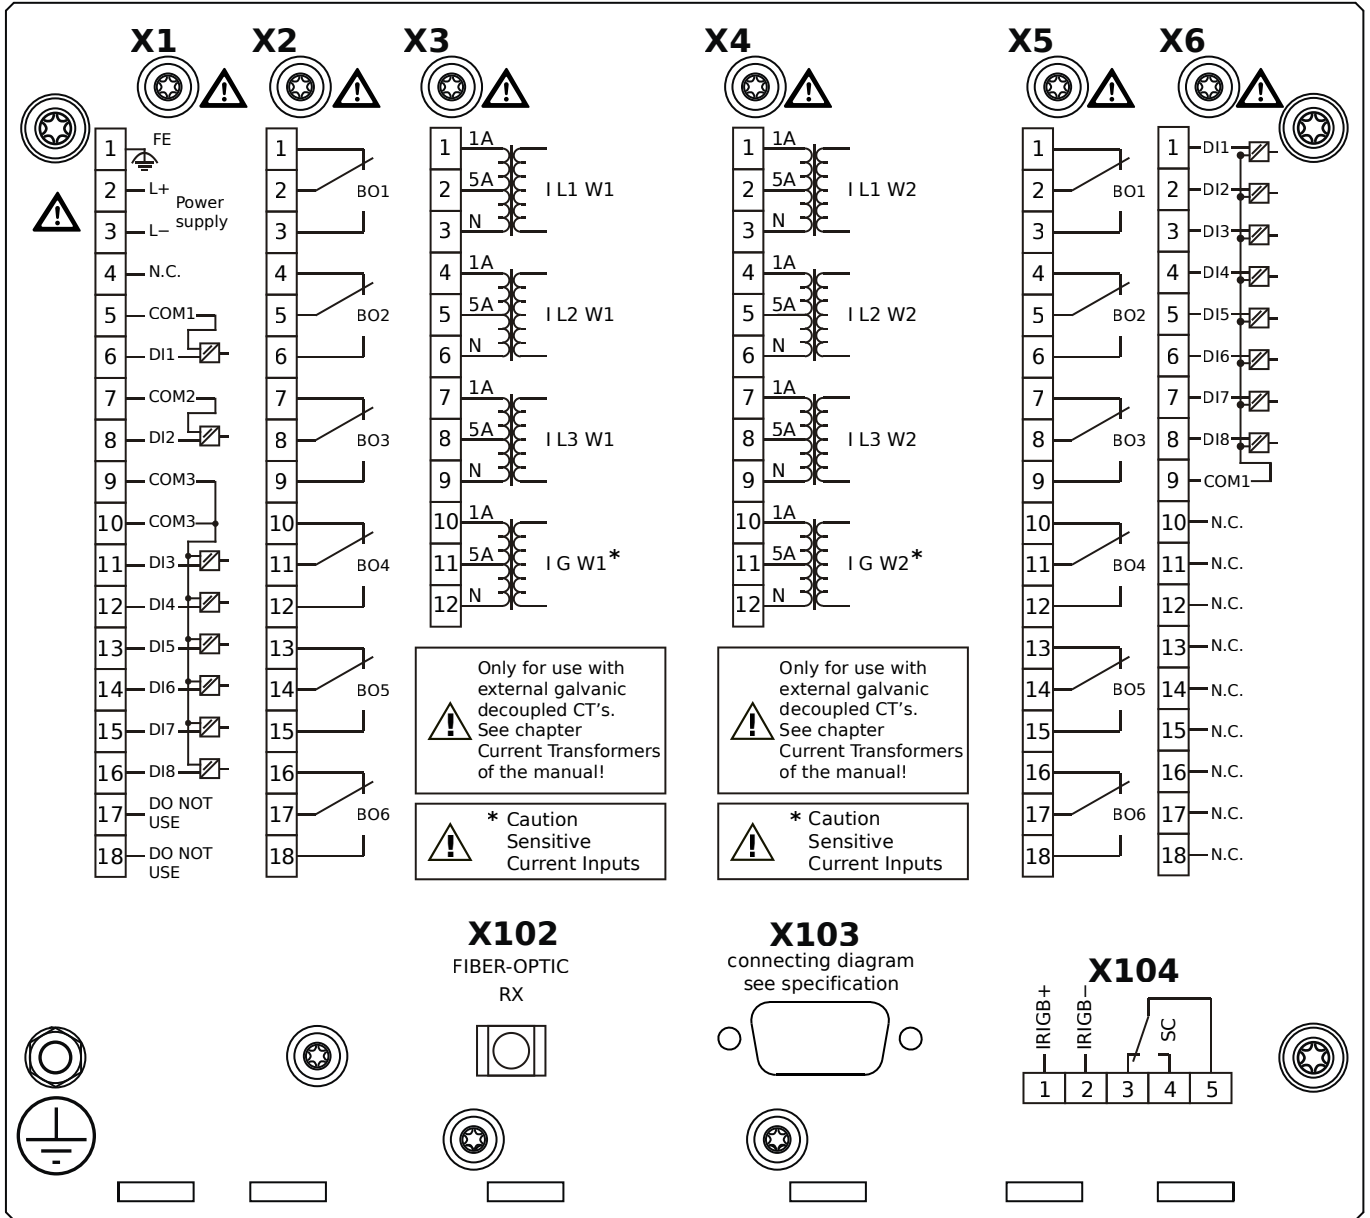 X1 X2 X3 X4 X5 X6
1 FE
2 L+
Power
supply
3 L−
4 N.C.
5 COM1
6 DI1
7 COM2
8 DI2
9 COM3
10 COM3
11 DI3
12 DI4
13 DI5
14 DI6
15 DI7
16 DI8
17 DO NOT
USE
18 DO NOT
USE
1
2 BO1
3
4
5 BO2
6
7
8 BO3
9
10
11 BO4
12
13
14 BO5
15
16
17 BO6
18
1 1A
2 5A I L1 W1
3 N
4 1A
5 5A I L2 W1
6 N
7 1A
8 5A I L3 W1
9 N
10 1A
11 5A I G W1*
12 N
Only for use with
external galvanic
decoupled CT’s.
See chapter
Current Transformers
of the manual!
* Caution
Sensitive
Current Inputs
1 1A
2 5A I L1 W2
3 N
4 1A
5 5A I L2 W2
6 N
7 1A
8 5A I L3 W2
9 N
10 1A
11 5A I G W2*
12 N
Only for use with
external galvanic
decoupled CT’s.
See chapter
Current Transformers
of the manual!
* Caution
Sensitive
Current Inputs
1
2 BO1
3
4
5 BO2
6
7
8 BO3
9
10
11 BO4
12
13
14 BO5
15
16
17 BO6
18
1 DI1
2 DI2
3 DI3
4 DI4
5 DI5
6 DI6
7 DI7
8 DI8
9 COM1
10 N.C.
11 N.C.
12 N.C.
13 N.C.
14 N.C.
15 N.C.
16 N.C.
17 N.C.
18 N.C.
X102
FIBER-OPTIC
RX
X103
connecting diagram
see specification
X104
IRIGB+ IRIGB− SC
1 2 3 4 5